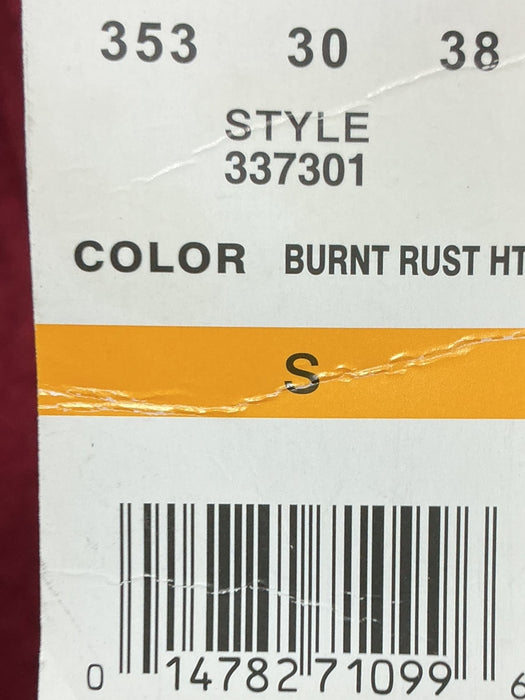 353 30 38
STYLE
337301
COLOR BURNT RUST HT
S
0 14782 71099 6